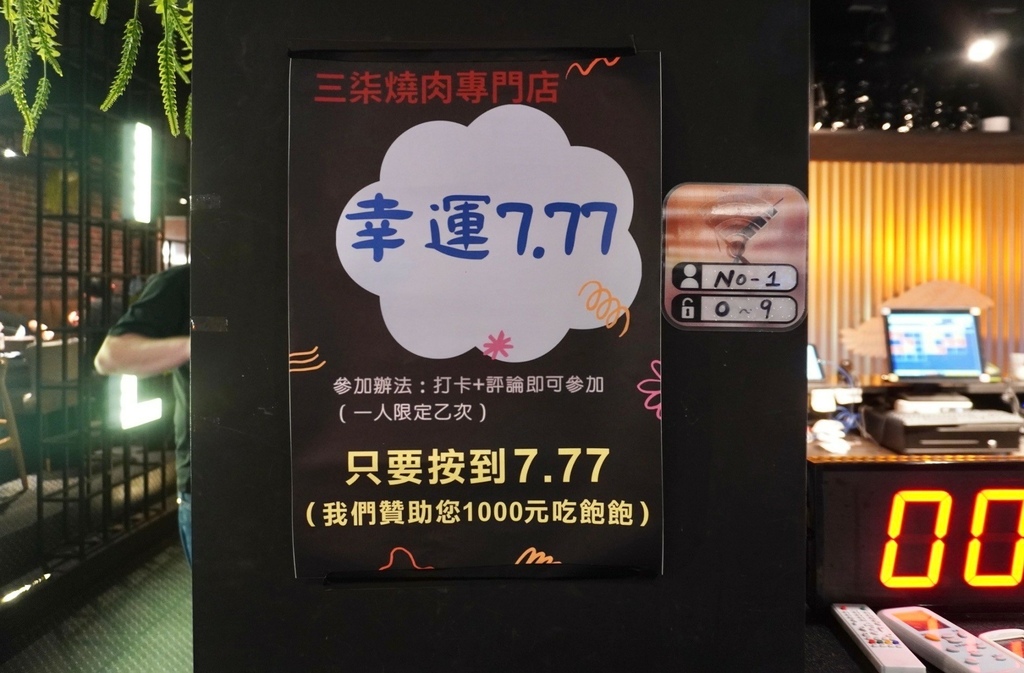 三柒燒肉專門店
幸運7.77
參加辦法：打卡+評論即可參加
（一人限定乙次）
只要按到7.77
（我們贊助您1000元吃飽飽）
No-1
0~9
00